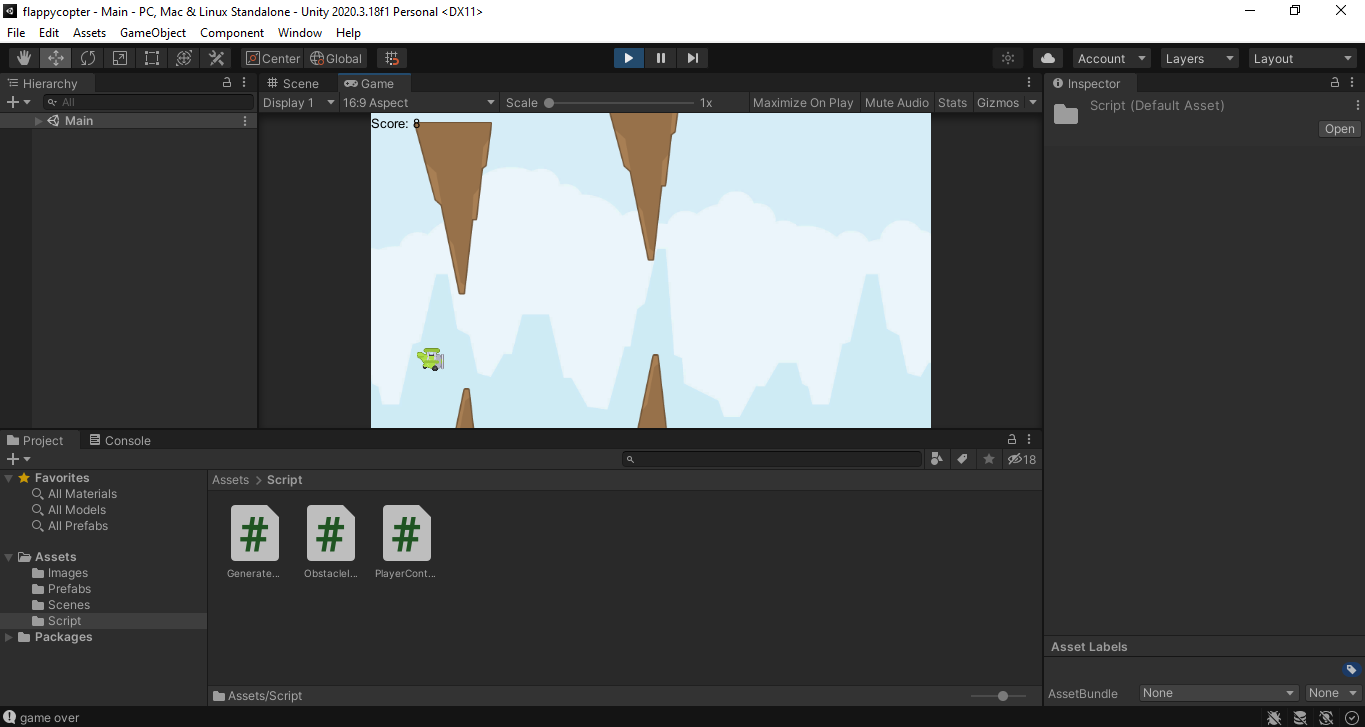 flappycopter - Main - PC, Mac & Linux Standalone - Unity 2020.3.18f1 Personal <DX11>
File Edit Assets GameObject Component Window Help
Center Global Account Layers Layout
Hierarchy
All
Main
Scene Game
Display 1 16:9 Aspect Scale 1x Maximize On Play Mute Audio Stats Gizmos
Score: 8
Inspector
Script (Default Asset)
Open
Project Console
18
Favorites
All Materials
All Models
All Prefabs
Assets
Images
Prefabs
Scenes
Script
Packages
Assets > Script
Generate... ObstacleI... PlayerCont...
Assets/Script
Asset Labels
AssetBundle None None
game over